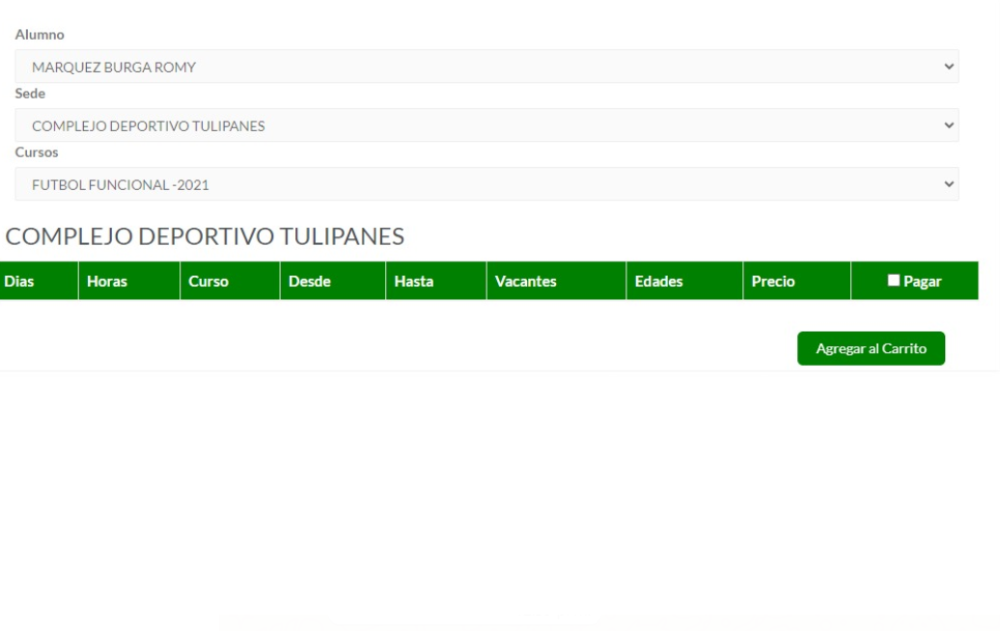 Alumno
MARQUEZ BURGA ROMY
Sede
COMPLEJO DEPORTIVO TULIPANES
Cursos
FUTBOL FUNCIONAL -2021
COMPLEJO DEPORTIVO TULIPANES
Dias Horas Curso Desde Hasta Vacantes Edades Precio Pagar
Agregar al Carrito